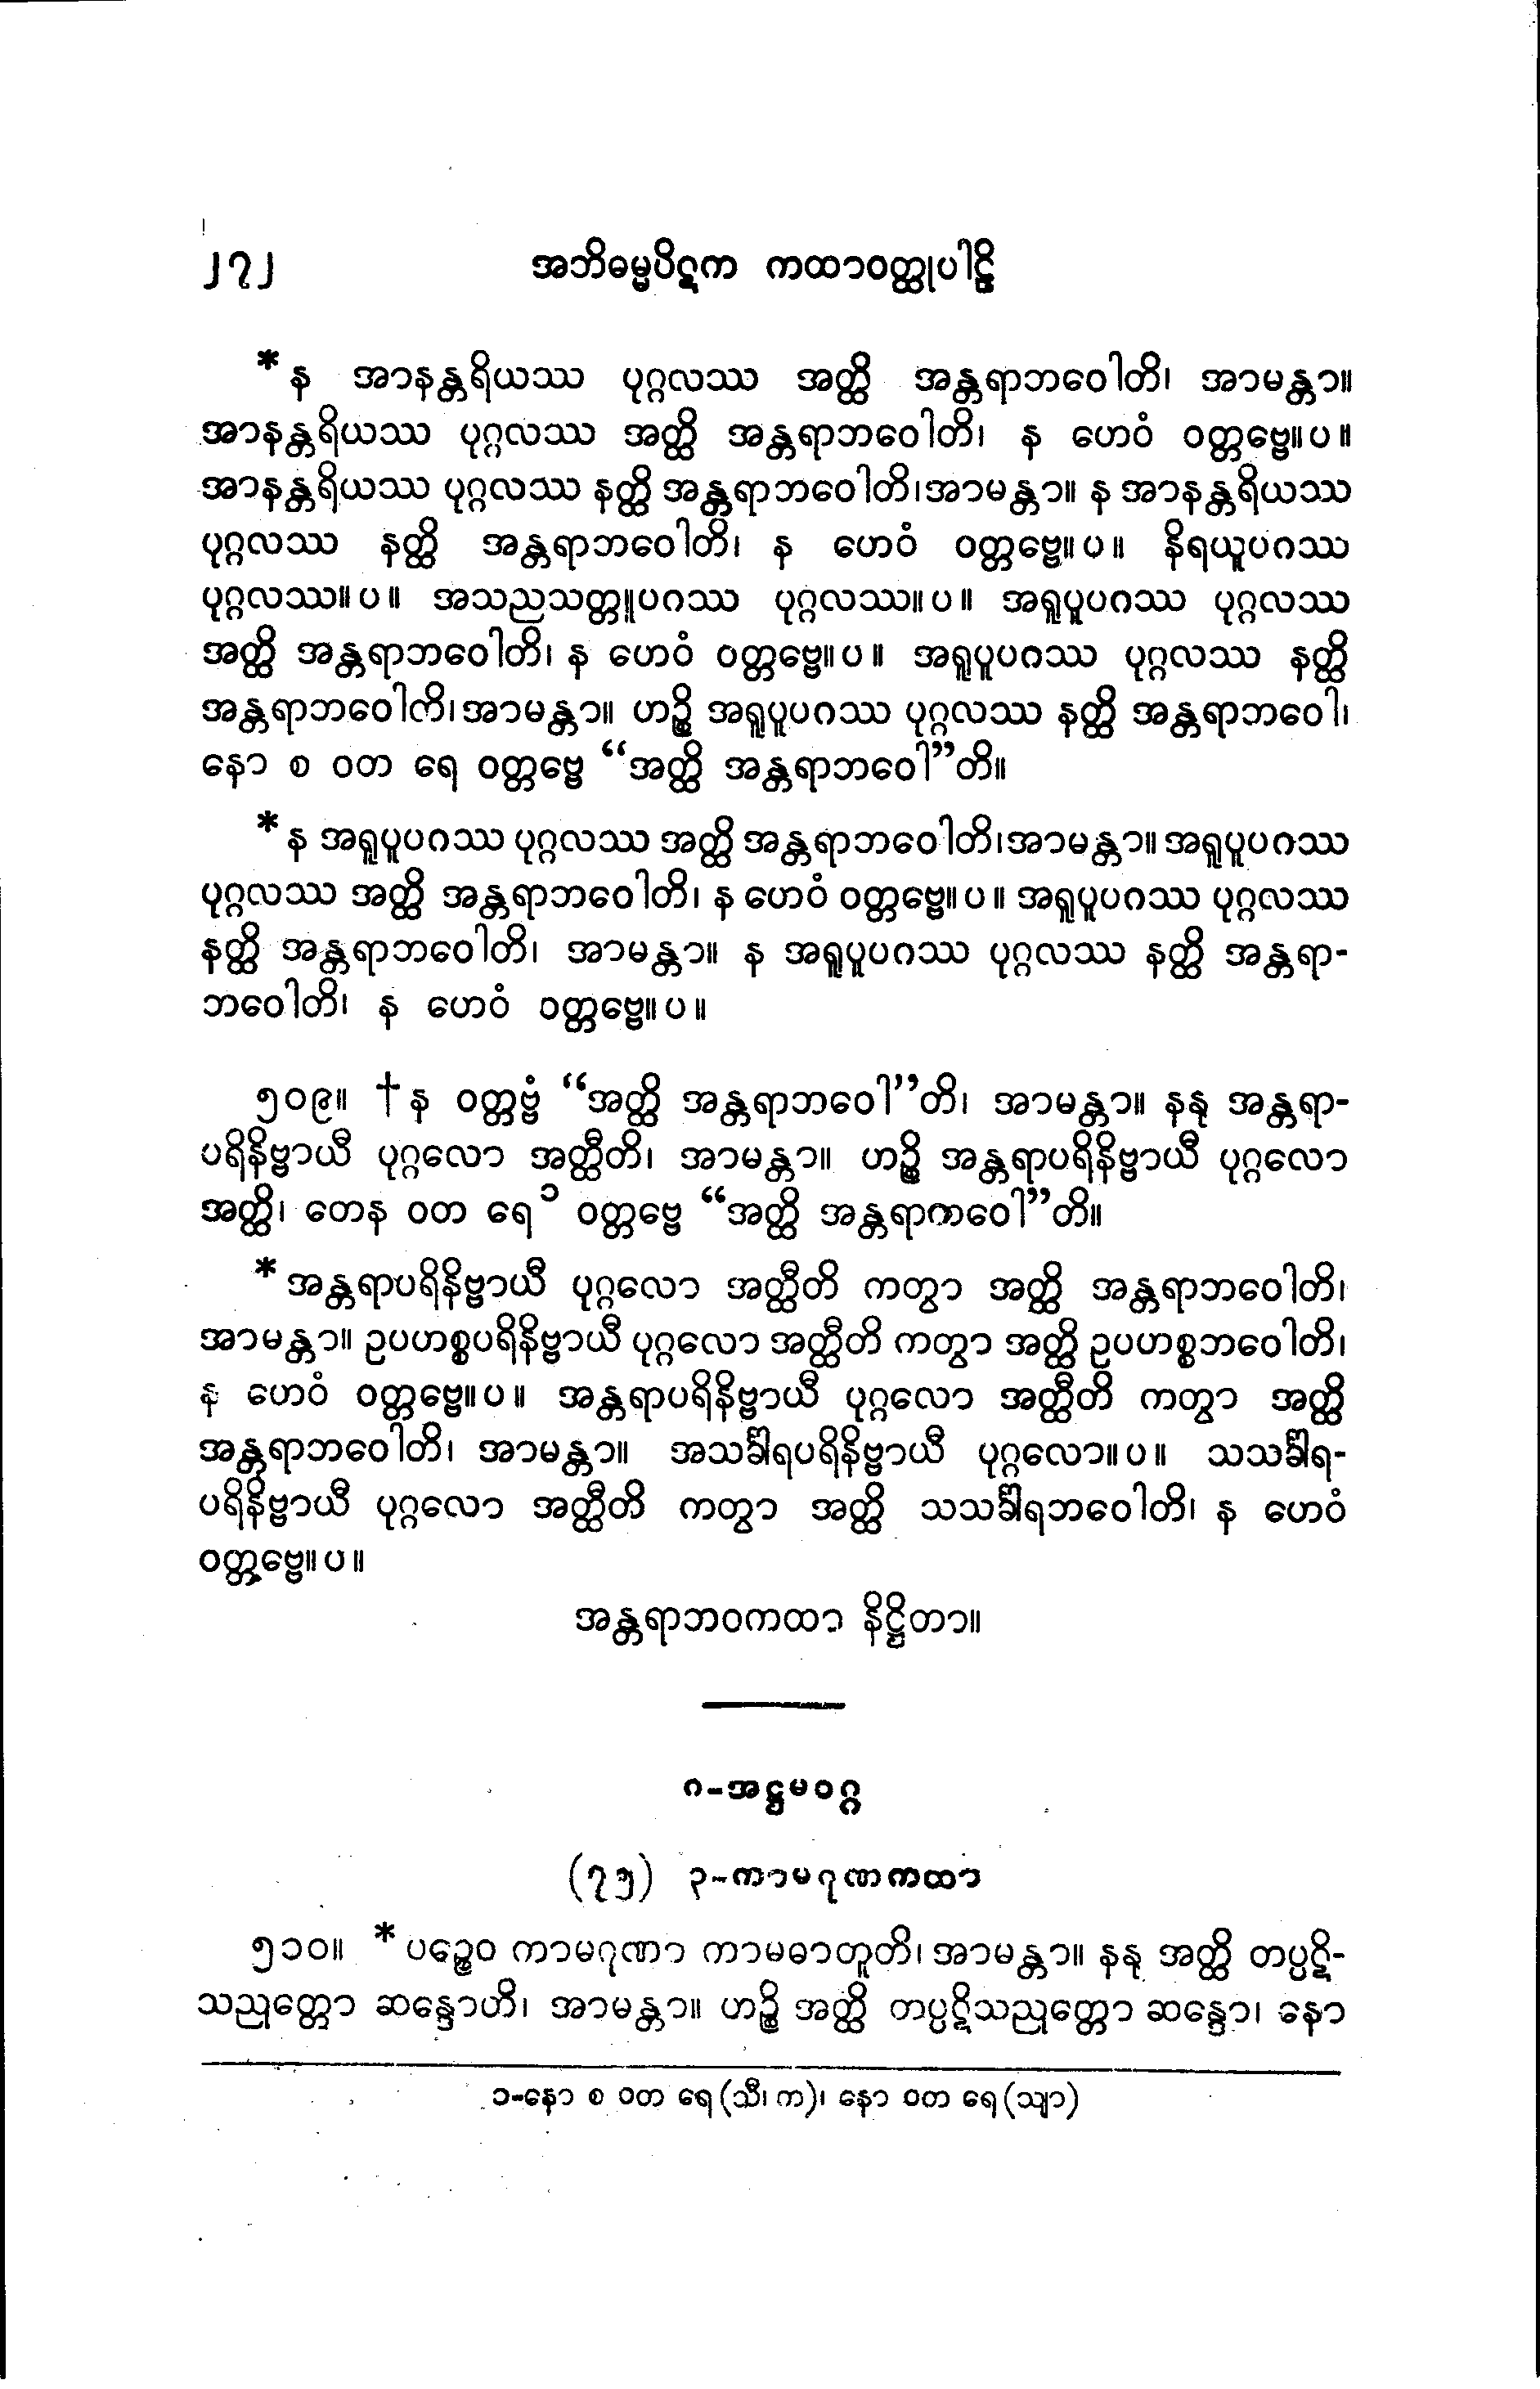 ၂၇၂ အဘိဓမ္မပိဋက ကထာဝတ္ထုပါဠိ
*န အာနန္တရိယဿ ပုဂ္ဂလဿ အတ္ထိ အန္တရာဘဝေါတိ၊ အာမန္တာ။
အာနန္တရိယဿ ပုဂ္ဂလဿ အတ္ထိ အန္တရာဘဝေါတိ၊ န ဟေဝံ ဝတ္တဗ္ဗေ။ပ။
အာနန္တရိယဿ ပုဂ္ဂလဿ နတ္ထိ အန္တရာဘဝေါတိ၊အာမန္တာ။ န အာနန္တရိယဿ
ပုဂ္ဂလဿ နတ္ထိ အန္တရာဘဝေါတိ၊ န ဟေဝံ ဝတ္တဗ္ဗေ။ပ။ နိရယူပဂဿ
ပုဂ္ဂလဿ။ပ။ အသညသတ္တူပဂဿ ပုဂ္ဂလဿ။ပ။ အရူပူပဂဿ ပုဂ္ဂလဿ
အတ္ထိ အန္တရာဘဝေါတိ၊ န ဟေဝံ ဝတ္တဗ္ဗေ။ပ။ အရူပူပဂဿ ပုဂ္ဂလဿ နတ္ထိ
အန္တရာဘဝေါတိ၊အာမန္တာ။ ဟဉ္စိ အရူပူပဂဿ ပုဂ္ဂလဿ နတ္ထိ အန္တရာဘဝေါ၊
နော စ ဝတ ရေ ဝတ္တဗ္ဗေ “အတ္ထိ အန္တရာဘဝေါ”တိ။
*န အရူပူပဂဿ ပုဂ္ဂလဿ အတ္ထိ အန္တရာဘဝေါတိ၊အာမန္တာ။ အရူပူပဂဿ
ပုဂ္ဂလဿ အတ္ထိ အန္တရာဘဝေါတိ၊ န ဟေဝံ ဝတ္တဗ္ဗေ။ပ။ အရူပူပဂဿ ပုဂ္ဂလဿ
နတ္ထိ အန္တရာဘဝေါတိ၊ အာမန္တာ။ န အရူပူပဂဿ ပုဂ္ဂလဿ နတ္ထိ အန္တရာ-
ဘဝေါတိ၊ န ဟေဝံ ဝတ္တဗ္ဗေ။ပ။
၅၀၉။ †န ဝတ္တဗ္ဗံ “အတ္ထိ အန္တရာဘဝေါ”တိ၊ အာမန္တာ။ နနု အန္တရာ-
ပရိနိဗ္ဗာယီ ပုဂ္ဂလော အတ္ထီတိ၊ အာမန္တာ။ ဟဉ္စိ အန္တရာပရိနိဗ္ဗာယီ ပုဂ္ဂလော
အတ္ထိ၊ တေန ဝတ ရေ ၁ ဝတ္တဗ္ဗေ “အတ္ထိ အန္တရာဘဝေါ”တိ။
*အန္တရာပရိနိဗ္ဗာယီ ပုဂ္ဂလော အတ္ထီတိ ကတွာ အတ္ထိ အန္တရာဘဝေါတိ၊
အာမန္တာ။ ဥပဟစ္စပရိနိဗ္ဗာယီ ပုဂ္ဂလော အတ္ထီတိ ကတွာ အတ္ထိ ဥပဟစ္စဘဝေါတိ၊
န ဟေဝံ ဝတ္တဗ္ဗေ။ပ။ အန္တရာပရိနိဗ္ဗာယီ ပုဂ္ဂလော အတ္ထီတိ ကတွာ အတ္ထိ
အန္တရာဘဝေါတိ၊ အာမန္တာ။ အသင်္ခါရပရိနိဗ္ဗာယီ ပုဂ္ဂလော။ပ။ သသင်္ခါရ-
ပရိနိဗ္ဗာယီ ပုဂ္ဂလော အတ္ထီတိ ကတွာ အတ္ထိ သသင်္ခါရဘဝေါတိ၊ န ဟေဝံ
ဝတ္တဗ္ဗေ။ပ။
အန္တရာဘဝကထာ နိဋ္ဌိတာ။
ဂ-အဋ္ဌမဝဂ္ဂ
(၇၅) ၃-ကာမဂုဏကထာ
၅၁၀။ *ပဉ္စေဝ ကာမဂုဏာ ကာမဓာတူတိ၊အာမန္တာ။ နနု အတ္ထိ တပ္ပဋိ-
သညုတ္တော ဆန္ဒောတိ၊ အာမန္တာ။ ဟဉ္စိ အတ္ထိ တပ္ပဋိသညုတ္တော ဆန္ဒော၊ နော
၁-နော စ ဝတ ရေ(သီ၊ က)၊ နော ဝတ ရေ(သျာ)